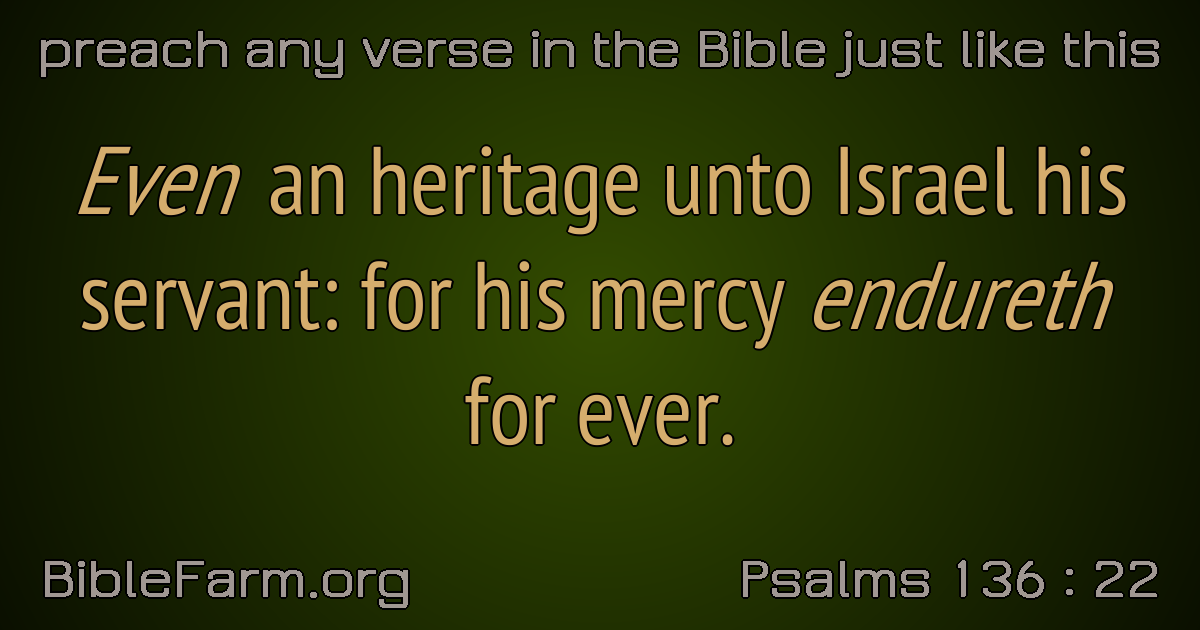 preach any verse in the Bible just like this
Even an heritage unto Israel his
servant: for his mercy endureth
for ever.
BibleFarm.org
Psalms 136 : 22